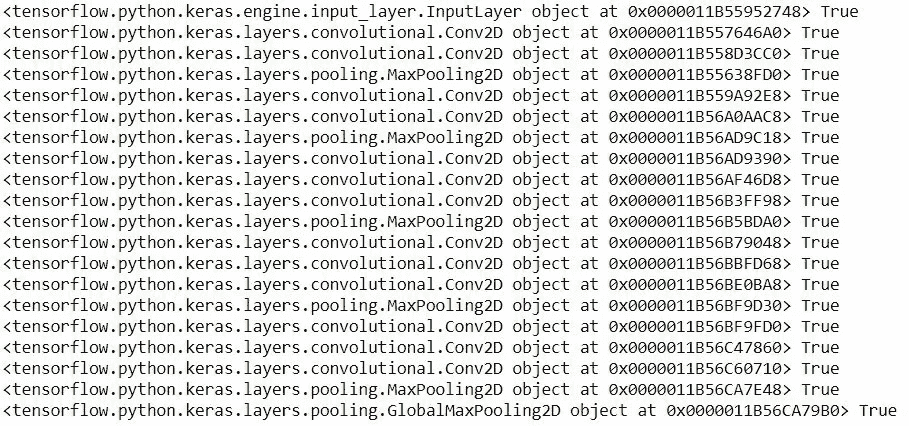 <tensorflow.python.keras.engine.input_layer.InputLayer object at 0x0000011B55952748> True
<tensorflow.python.keras.layers.convolutional.Conv2D object at 0x0000011B557646A0> True
<tensorflow.python.keras.layers.convolutional.Conv2D object at 0x0000011B558D3CC0> True
<tensorflow.python.keras.layers.pooling.MaxPooling2D object at 0x0000011B55638FD0> True
<tensorflow.python.keras.layers.convolutional.Conv2D object at 0x0000011B559A92E8> True
<tensorflow.python.keras.layers.convolutional.Conv2D object at 0x0000011B56A0AAC8> True
<tensorflow.python.keras.layers.pooling.MaxPooling2D object at 0x0000011B56AD9C18> True
<tensorflow.python.keras.layers.convolutional.Conv2D object at 0x0000011B56AD9390> True
<tensorflow.python.keras.layers.convolutional.Conv2D object at 0x0000011B56AF46D8> True
<tensorflow.python.keras.layers.convolutional.Conv2D object at 0x0000011B56B3FF98> True
<tensorflow.python.keras.layers.pooling.MaxPooling2D object at 0x0000011B56B5BDA0> True
<tensorflow.python.keras.layers.convolutional.Conv2D object at 0x0000011B56B79048> True
<tensorflow.python.keras.layers.convolutional.Conv2D object at 0x0000011B56BBFD68> True
<tensorflow.python.keras.layers.convolutional.Conv2D object at 0x0000011B56BE0BA8> True
<tensorflow.python.keras.layers.pooling.MaxPooling2D object at 0x0000011B56BF9D30> True
<tensorflow.python.keras.layers.convolutional.Conv2D object at 0x0000011B56BF9FD0> True
<tensorflow.python.keras.layers.convolutional.Conv2D object at 0x0000011B56C47860> True
<tensorflow.python.keras.layers.convolutional.Conv2D object at 0x0000011B56C60710> True
<tensorflow.python.keras.layers.pooling.MaxPooling2D object at 0x0000011B56CA7E48> True
<tensorflow.python.keras.layers.pooling.GlobalMaxPooling2D object at 0x0000011B56CA79B0> True